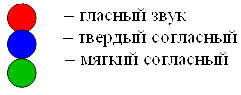 – гласный звук
– твердый согласный
– мягкий согласный